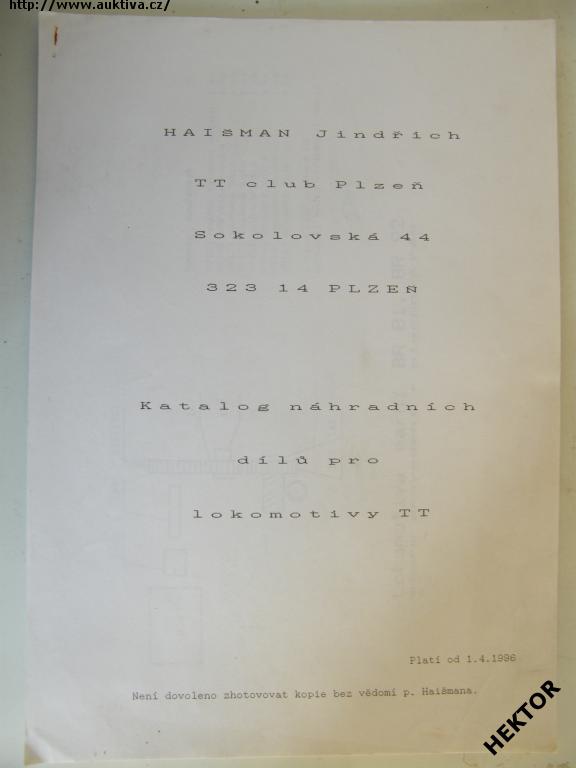 http://www.auktiva.cz/
HAIŠMAN Jindřich
TT club Plzeň
Sokolovská 44
323 14 PLZEŇ
Katalog náhradních
dílů pro
lokomotivy TT
Platí od 1.4.1996
Není dovoleno zhotovovat kopie bez vědomí p. Haišmana.
HEKTOR